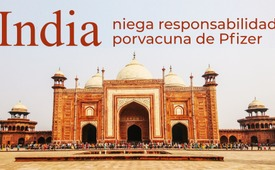 India niega responsabilidad
porvacuna de Pfizer